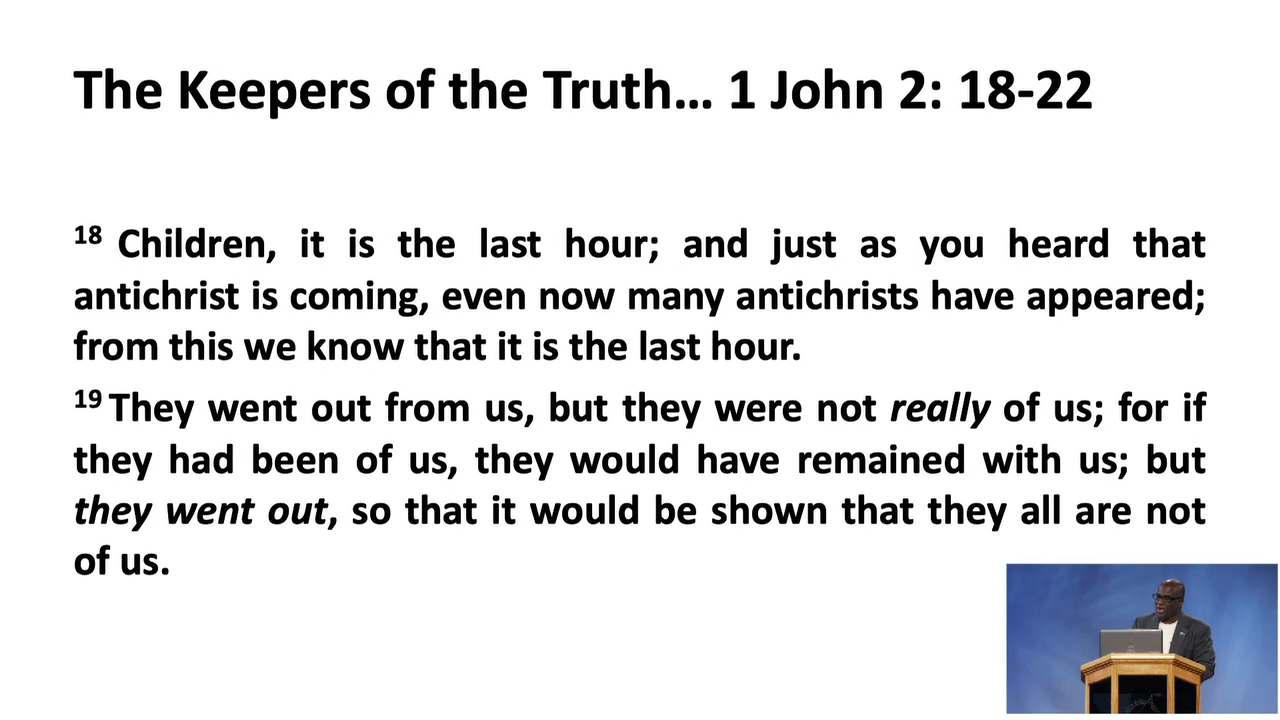 The Keepers of the Truth… 1 John 2: 18-22
18 Children, it is the last hour; and just as you heard that
antichrist is coming, even now many antichrists have appeared;
from this we know that it is the last hour.
19 They went out from us, but they were not really of us; for if
they had been of us, they would have remained with us; but
they went out, so that it would be shown that they all are not
of us.